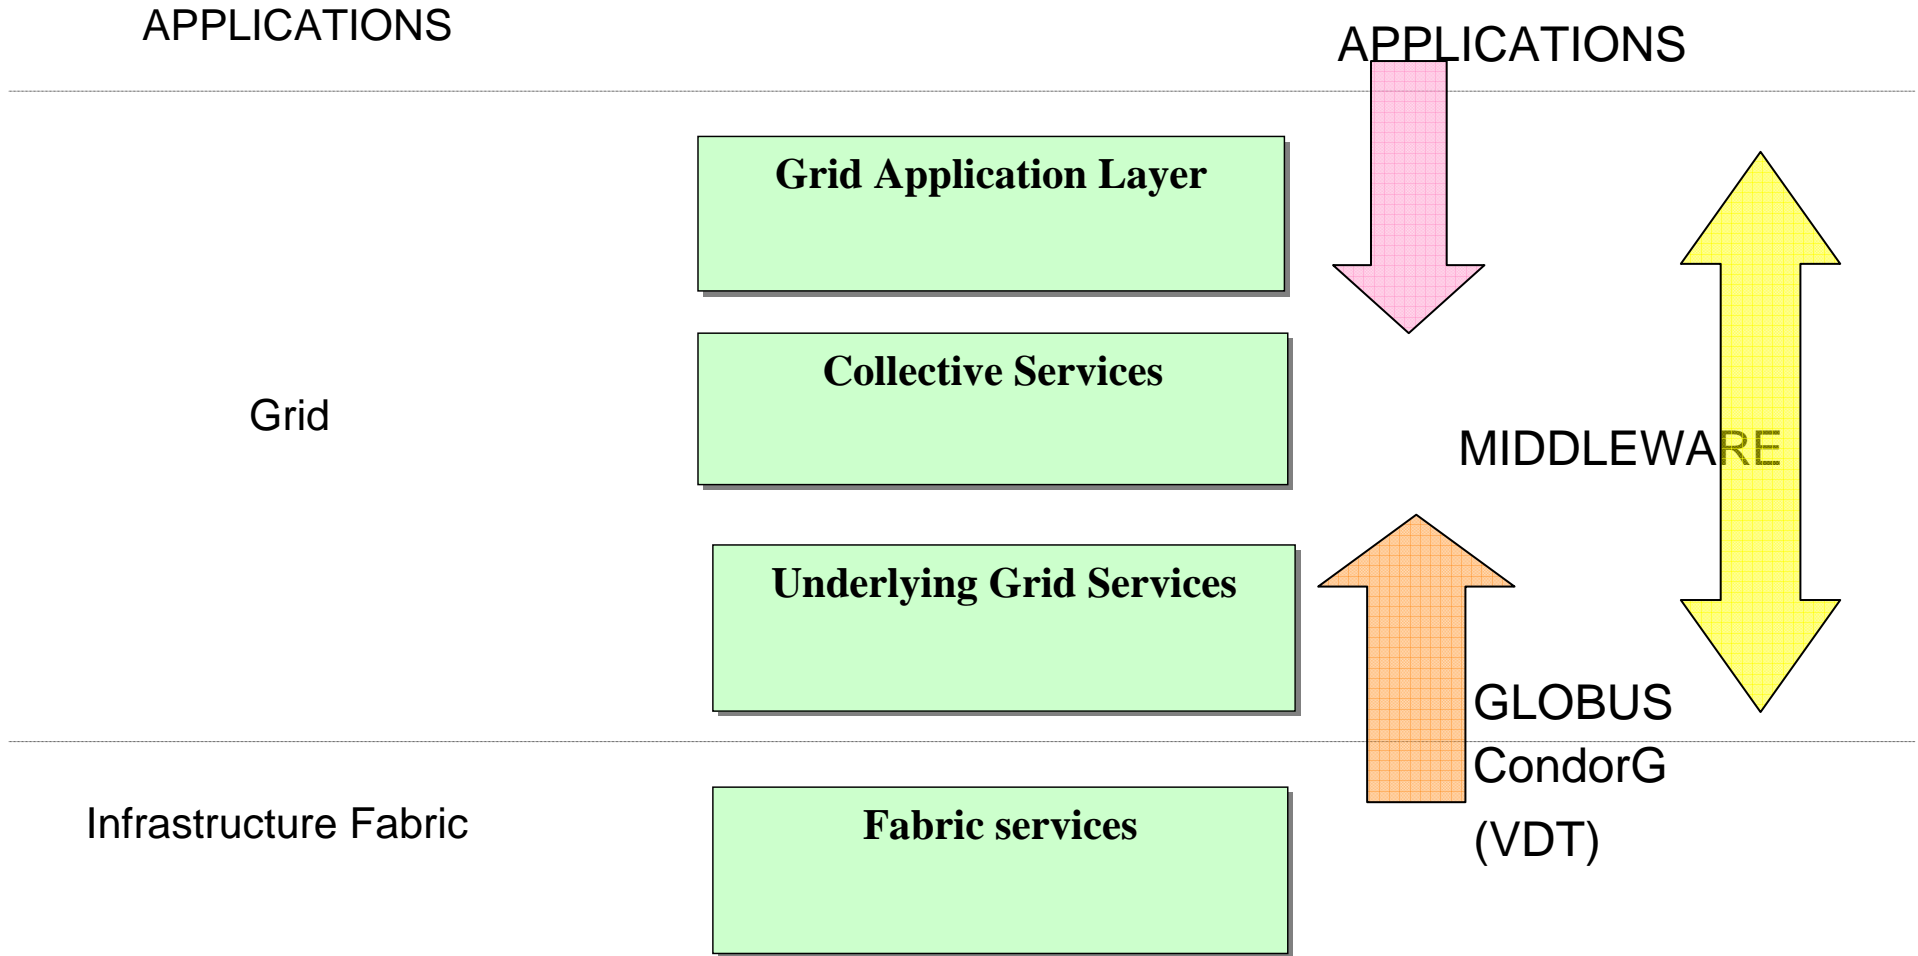 APPLICATIONS
APPLICATIONS
Grid Application Layer
Collective Services
Grid
MIDDLEWARE
Underlying Grid Services
GLOBUS
CondorG
(VDT)
Infrastructure Fabric
Fabric services